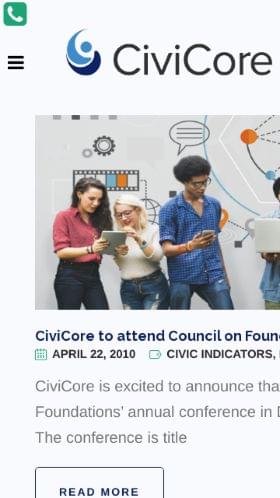 CiviCore
CiviCore to attend Council on Foun
APRIL 22, 2010 CIVIC INDICATORS,
CiviCore is excited to announce tha
Foundations' annual conference in
The conference is title
READ MORE